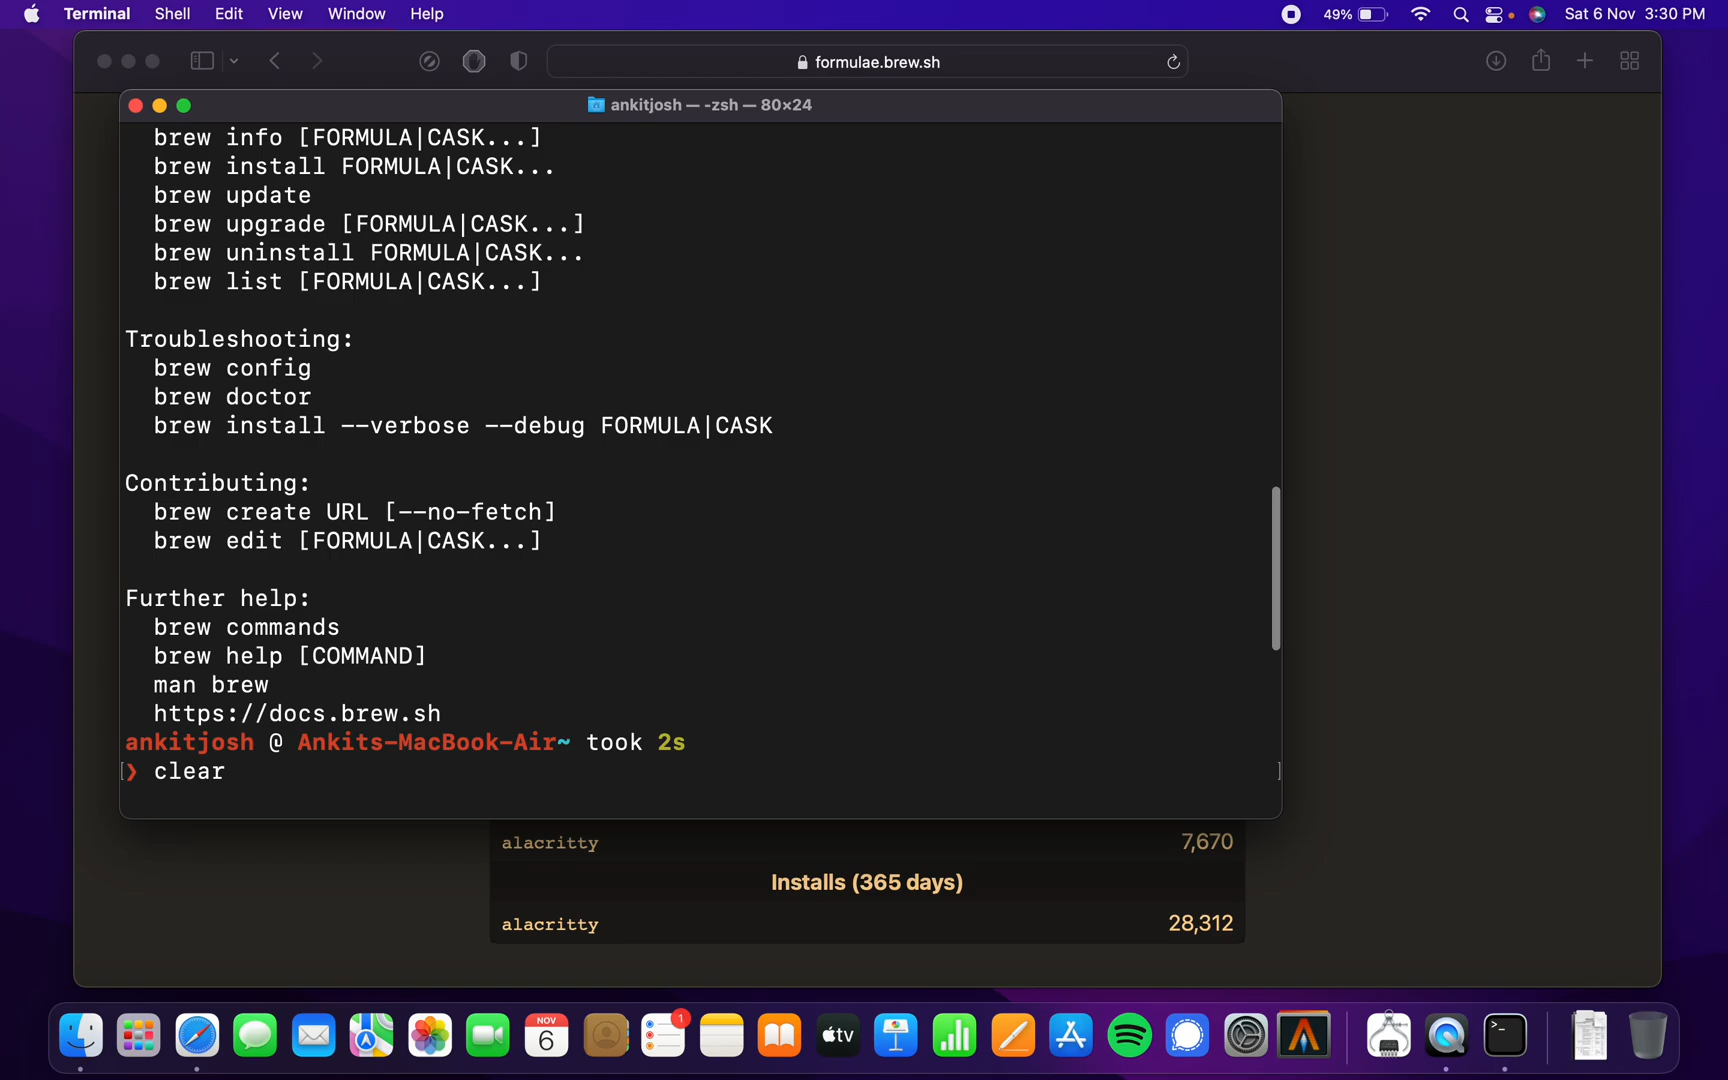 Terminal Shell Edit View Window Help 49% Sat 6 Nov 3:30 PM
formulae.brew.sh
ankitjosh — -zsh — 80×24
brew info [FORMULA|CASK...]
brew install FORMULA|CASK...
brew update
brew upgrade [FORMULA|CASK...]
brew uninstall FORMULA|CASK...
brew list [FORMULA|CASK...]
Troubleshooting:
brew config
brew doctor
brew install --verbose --debug FORMULA|CASK
Contributing:
brew create URL [--no-fetch]
brew edit [FORMULA|CASK...]
Further help:
brew commands
brew help [COMMAND]
man brew
https://docs.brew.sh
ankitjosh @ Ankits-MacBook-Air~ took 2s
[❯ clear ]
alacritty 7,670
Installs (365 days)
alacritty 28,312
NOV
6
1
tv
>_